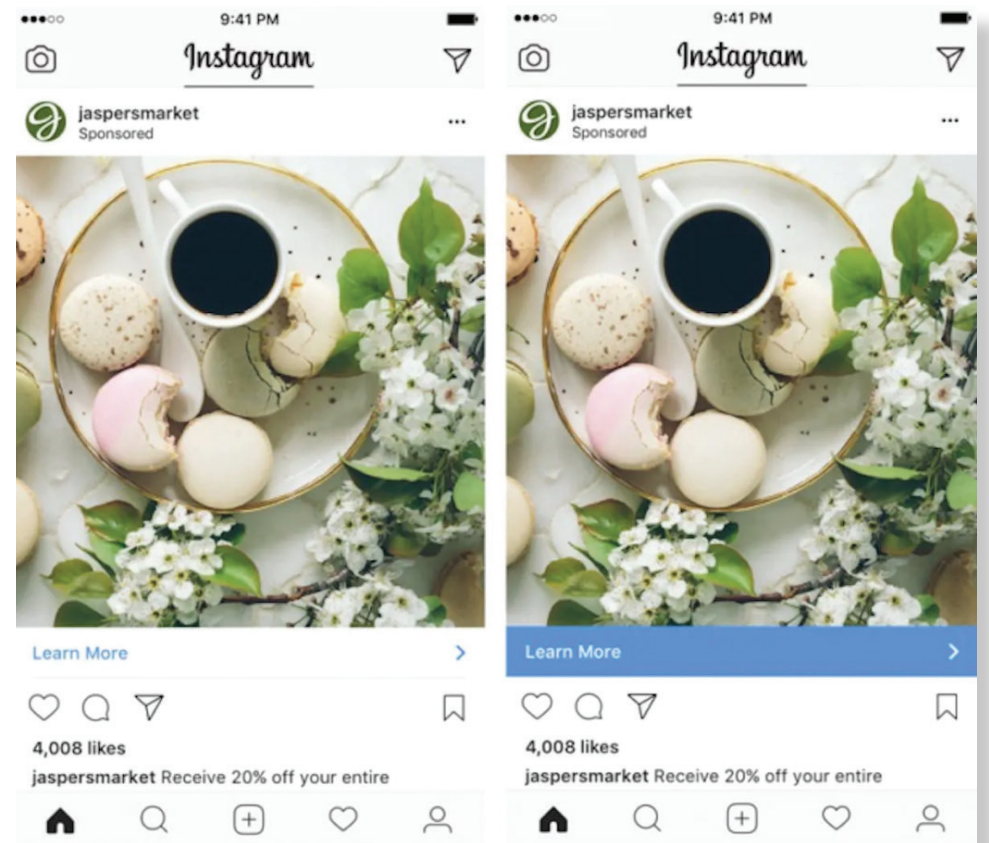 9:41 PM
Instagram
jaspersmarket
Sponsored
Learn More
4,008 likes
jaspersmarket Receive 20% off your entire
9:41 PM
Instagram
jaspersmarket
Sponsored
Learn More
4,008 likes
jaspersmarket Receive 20% off your entire